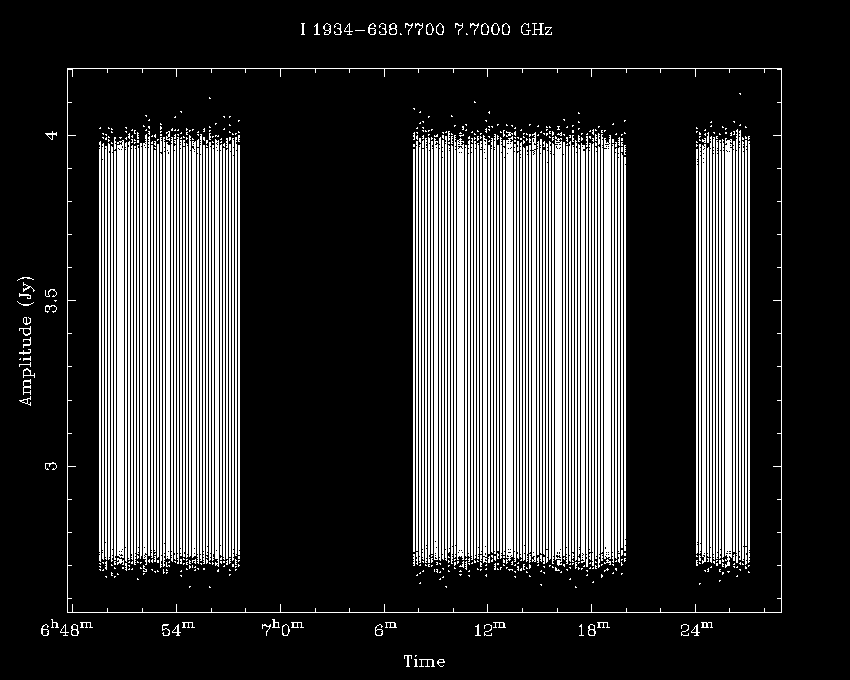 I 1934−638.7700 7.7000 GHz
4
3.5
3
Amplitude (Jy)
6ʰ48ᵐ 54ᵐ 7ʰ0ᵐ 6ᵐ 12ᵐ 18ᵐ 24ᵐ
Time